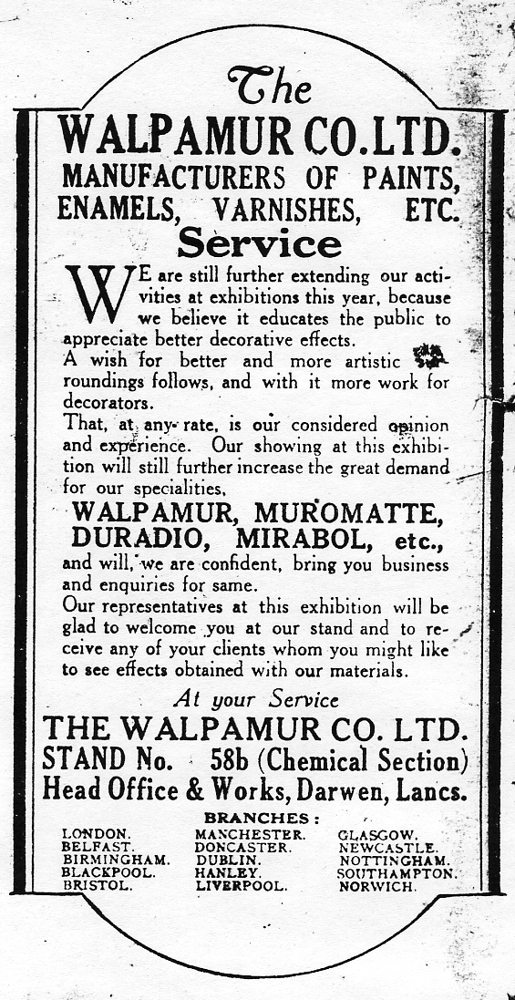 The
WALPAMUR CO. LTD.
MANUFACTURERS OF PAINTS,
ENAMELS, VARNISHES, ETC.
Service
WE are still further extending our acti-
vities at exhibitions this year, because
we believe it educates the public to
appreciate better decorative effects.
A wish for better and more artistic
roundings follows, and with it more work for
decorators.
That, at any rate, is our considered opinion
and experience. Our showing at this exhibi-
tion will still further increase the great demand
for our specialities,
WALPAMUR, MUROMATTE,
DURADIO, MIRABOL, etc.,
and will, we are confident, bring you business
and enquiries for same.
Our representatives at this exhibition will be
glad to welcome you at our stand and to re-
ceive any of your clients whom you might like
to see effects obtained with our materials.
At your Service
THE WALPAMUR CO. LTD.
STAND No. 58b (Chemical Section)
Head Office & Works, Darwen, Lancs.
BRANCHES:
LONDON. MANCHESTER. GLASGOW.
BELFAST. DONCASTER. NEWCASTLE.
BIRMINGHAM. DUBLIN. NOTTINGHAM.
BLACKPOOL. HANLEY. SOUTHAMPTON.
BRISTOL. LIVERPOOL. NORWICH.